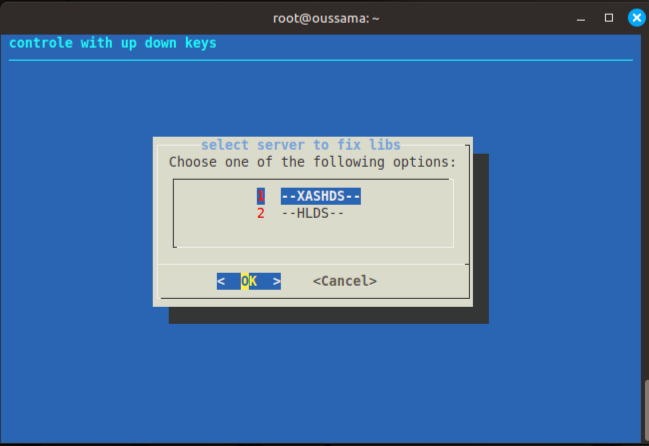 root@oussama: ~
controle with up down keys
select server to fix libs
Choose one of the following options:
1 --XASHDS--
2 --HLDS--
< OK > <Cancel>